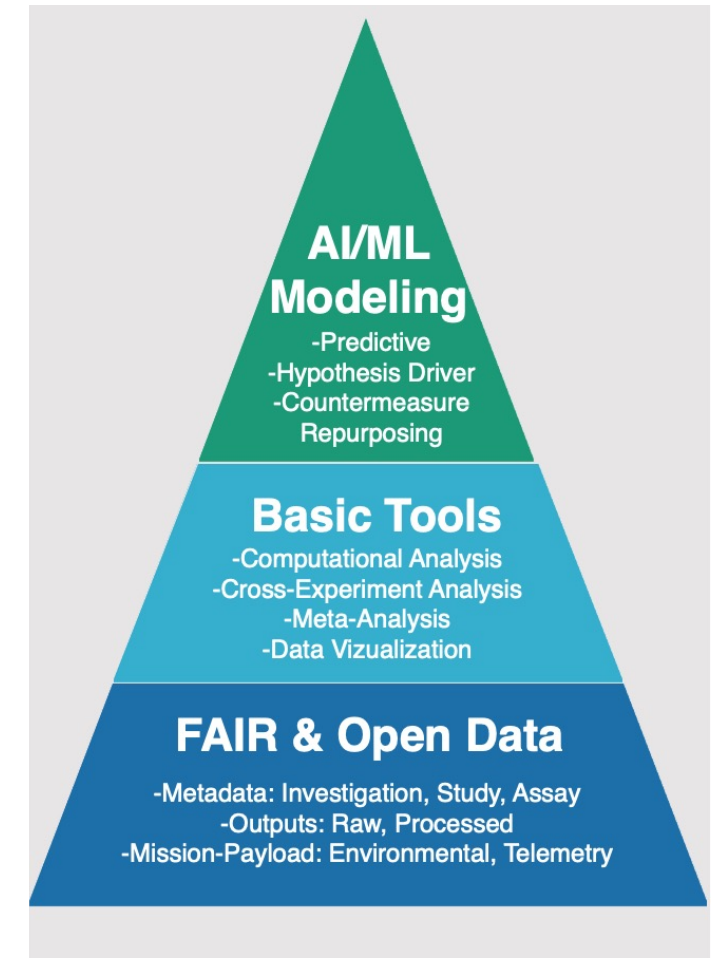 AI/ML
Modeling
-Predictive
-Hypothesis Driver
-Countermeasure
Repurposing
Basic Tools
-Computational Analysis
-Cross-Experiment Analysis
-Meta-Analysis
-Data Vizualization
FAIR & Open Data
-Metadata: Investigation, Study, Assay
-Outputs: Raw, Processed
-Mission-Payload: Environmental, Telemetry